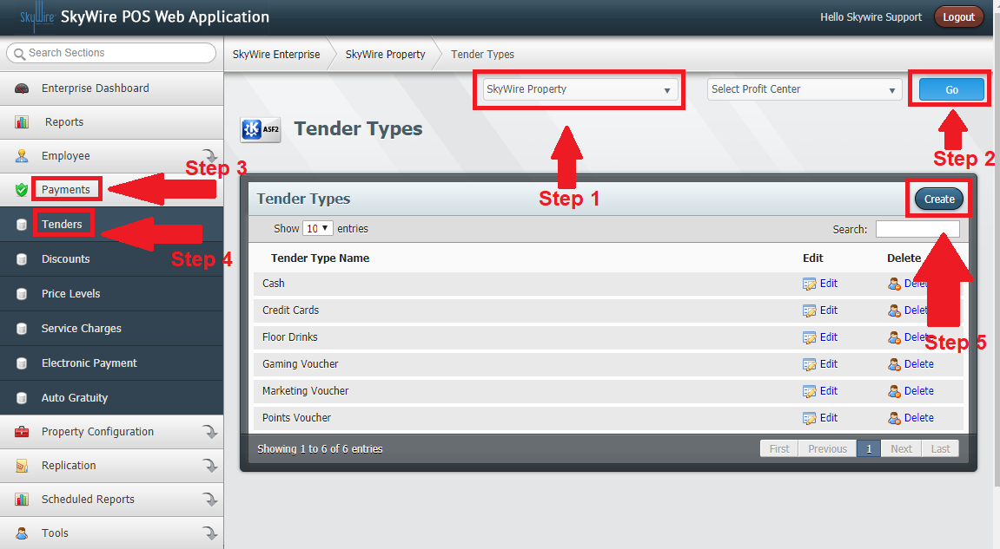 SkyWire SkyWire POS Web Application
Hello Skywire Support Logout
Search Sections
SkyWire Enterprise SkyWire Property Tender Types
Enterprise Dashboard
SkyWire Property Select Profit Center Go
Reports
ASF2 Tender Types
Employee
Step 3
Step 2
Payments
Step 1
Tender Types Create
Tenders
Show 10 entries Search:
Step 4
Discounts
Tender Type Name Edit Delete
Cash Edit Delet
Price Levels
Credit Cards Edit Delet
Service Charges
Floor Drinks Edit Delet
Step 5
Electronic Payment
Gaming Voucher Edit Delete
Auto Gratuity
Marketing Voucher Edit Delete
Points Voucher Edit Delete
Property Configuration
Showing 1 to 6 of 6 entries First Previous 1 Next Last
Replication
Scheduled Reports
Tools